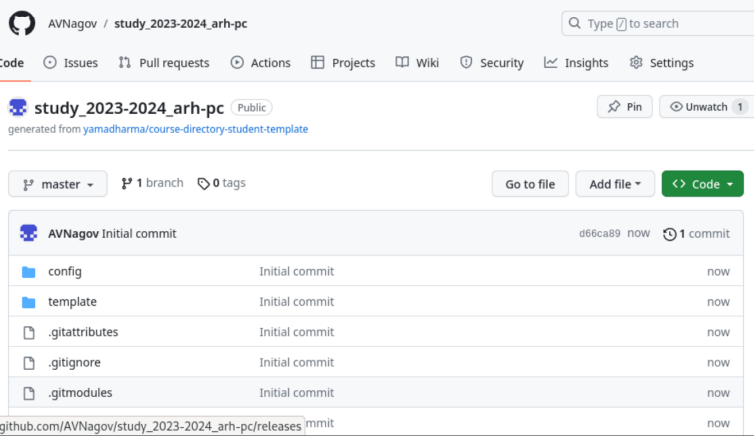 AVNagov / study_2023-2024_arh-pc Type / to search
Code Issues Pull requests Actions Projects Wiki Security Insights Settings
study_2023-2024_arh-pc Public Pin Unwatch 1
generated from yamadharma/course-directory-student-template
master 1 branch 0 tags Go to file Add file Code
AVNagov Initial commit d66ca89 now 1 commit
config Initial commit now
template Initial commit now
.gitattributes Initial commit now
.gitignore Initial commit now
.gitmodules Initial commit now
github.com/AVNagov/study_2023-2024_arh-pc/releases mmit now